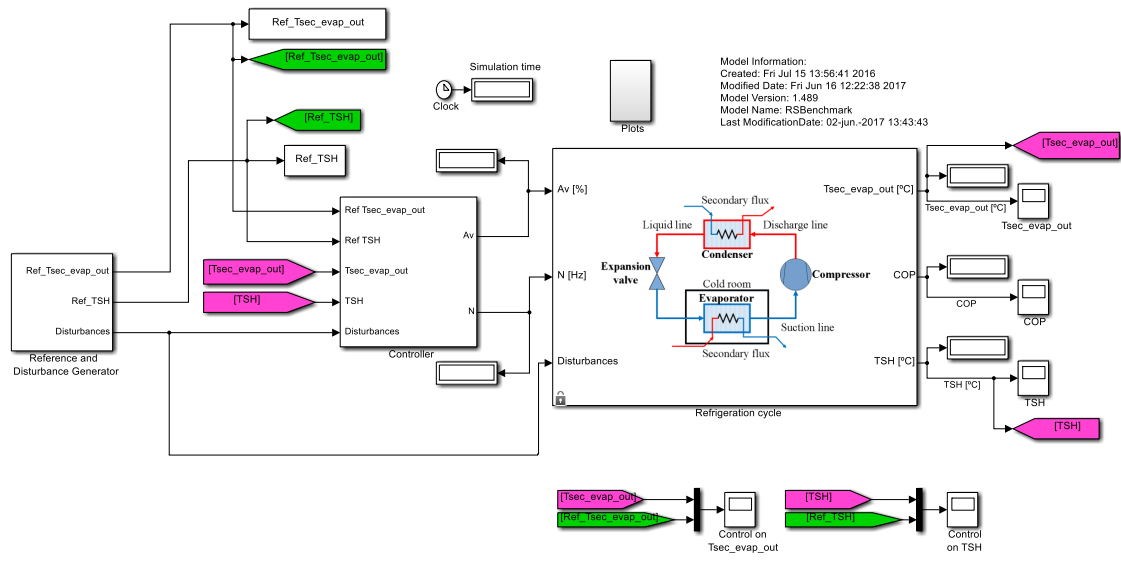 Ref_Tsec_evap_out
[Ref_Tsec_evap_out]
[Ref_TSH]
Ref_TSH
Simulation time
Clock
Plots
Model Information:
Created: Fri Jul 15 13:56:41 2016
Modified Date: Fri Jun 16 12:22:38 2017
Model Version: 1.489
Model Name: RSBenchmark
Last ModificationDate: 02-jun.-2017 13:43:43
Ref_Tsec_evap_out
Ref_TSH
Disturbances
Reference and
Disturbance Generator
[Tsec_evap_out]
[TSH]
Ref Tsec_evap_out
Ref TSH
Tsec_evap_out
TSH
Disturbances
Av
N
Controller
Av [%]
N [Hz]
Disturbances
Secondary flux
Liquid line
Discharge line
Condenser
Expansion
valve
Compressor
Cold room
Evaporator
Suction line
Secondary flux
Tsec_evap_out [ºC]
COP
TSH [ºC]
Refrigeration cycle
[Tsec_evap_out]
Tsec_evap_out [ºC]
Tsec_evap_out
COP
COP
TSH [ºC]
TSH
[TSH]
[Tsec_evap_out]
[Ref_Tsec_evap_out]
Control on
Tsec_evap_out
[TSH]
[Ref_TSH]
Control
on TSH